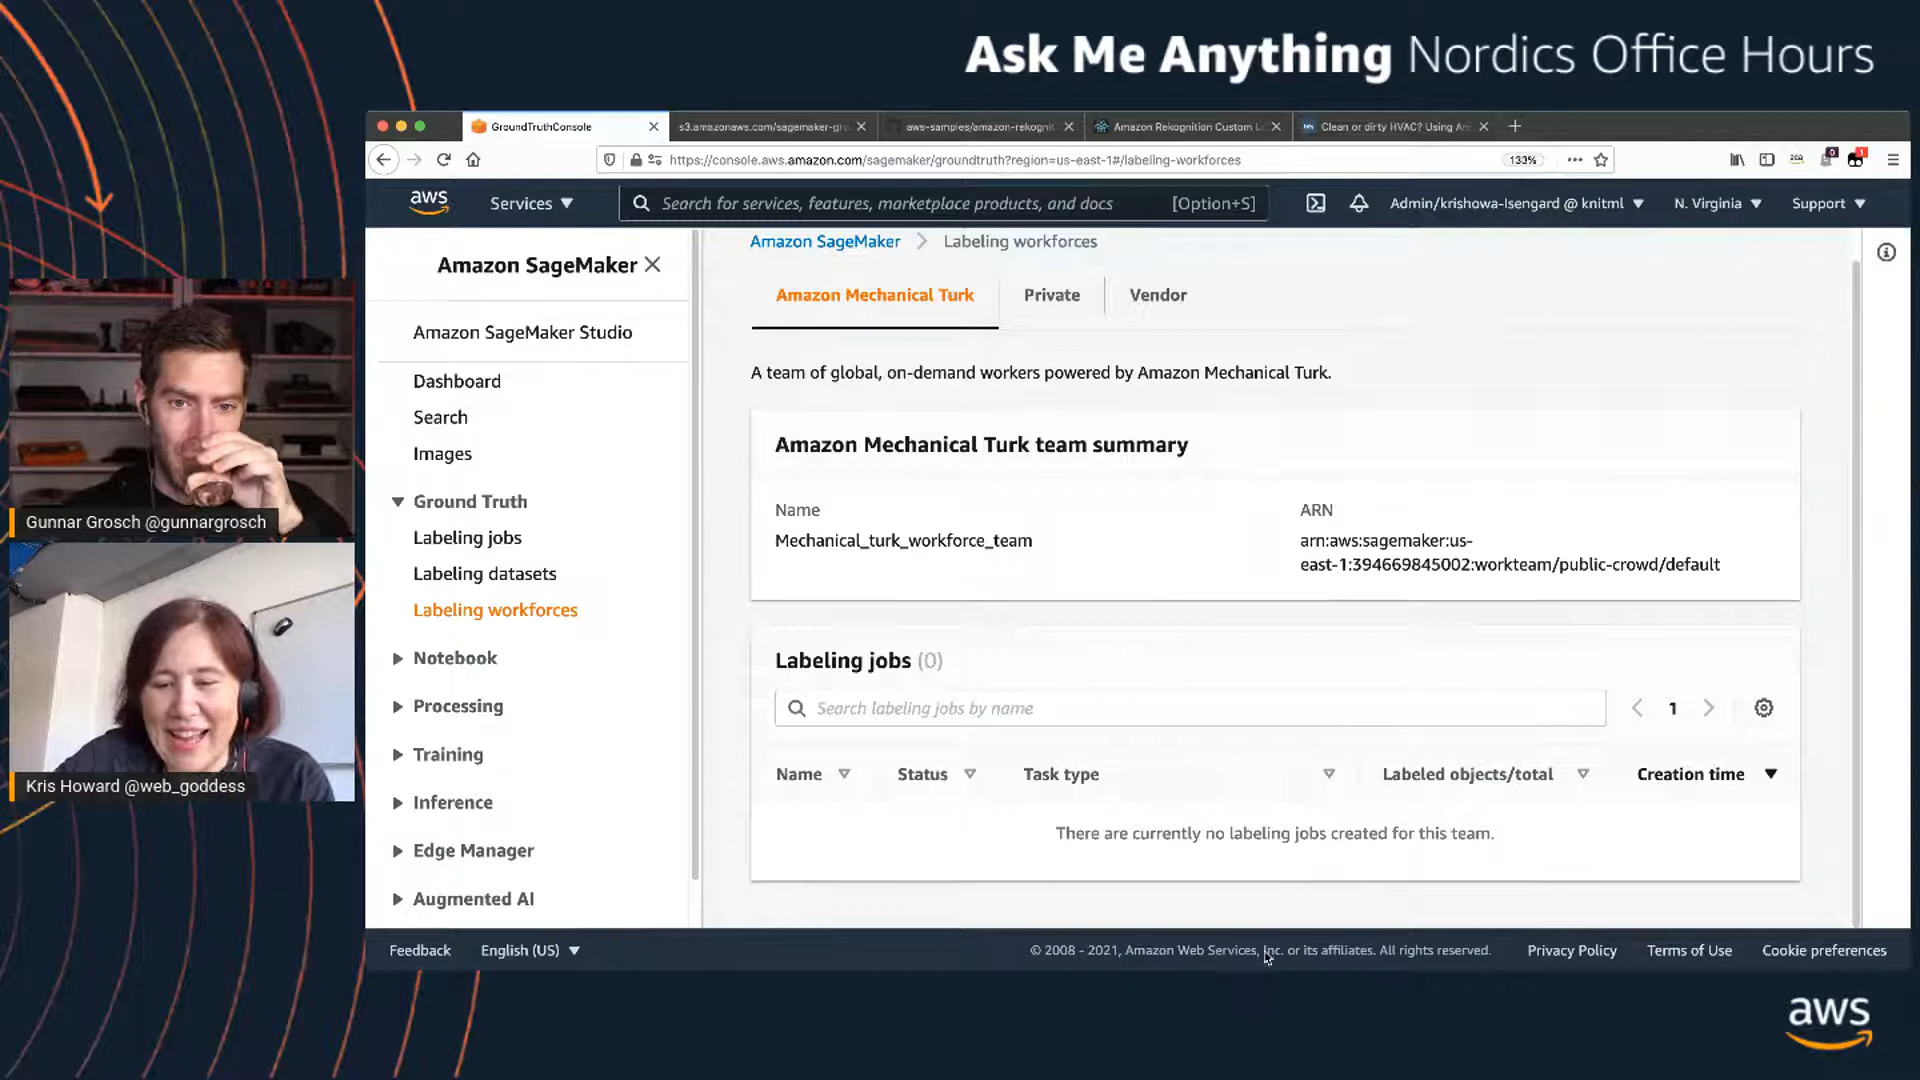 Ask Me Anything Nordics Office Hours
GroundTruthConsole
s3.amazonaws.com/sagemaker-gr
aws-samples/amazon-rekognit
Amazon Rekognition Custom L
Clean or dirty HVAC? Using Am
https://console.aws.amazon.com/sagemaker/groundtruth?region=us-east-1#/labeling-workforces
133%
0
1
aws
Services
Search for services, features, marketplace products, and docs
[Option+S]
Admin/krishowa-Isengard @ knitml
N. Virginia
Support
Amazon SageMaker
Amazon SageMaker Studio
Dashboard
Search
Images
Ground Truth
Labeling jobs
Labeling datasets
Labeling workforces
Notebook
Processing
Training
Inference
Edge Manager
Augmented AI
Amazon SageMaker
Labeling workforces
Amazon Mechanical Turk
Private
Vendor
A team of global, on-demand workers powered by Amazon Mechanical Turk.
Amazon Mechanical Turk team summary
Name
Mechanical_turk_workforce_team
ARN
arn:aws:sagemaker:us-
east-1:394669845002:workteam/public-crowd/default
Labeling jobs (0)
Search labeling jobs by name
1
Name
Status
Task type
Labeled objects/total
Creation time
There are currently no labeling jobs created for this team.
Gunnar Grosch @gunnargrosch
Kris Howard @web_goddess
Feedback
English (US)
© 2008 - 2021, Amazon Web Services, Inc. or its affiliates. All rights reserved.
Privacy Policy
Terms of Use
Cookie preferences
aws